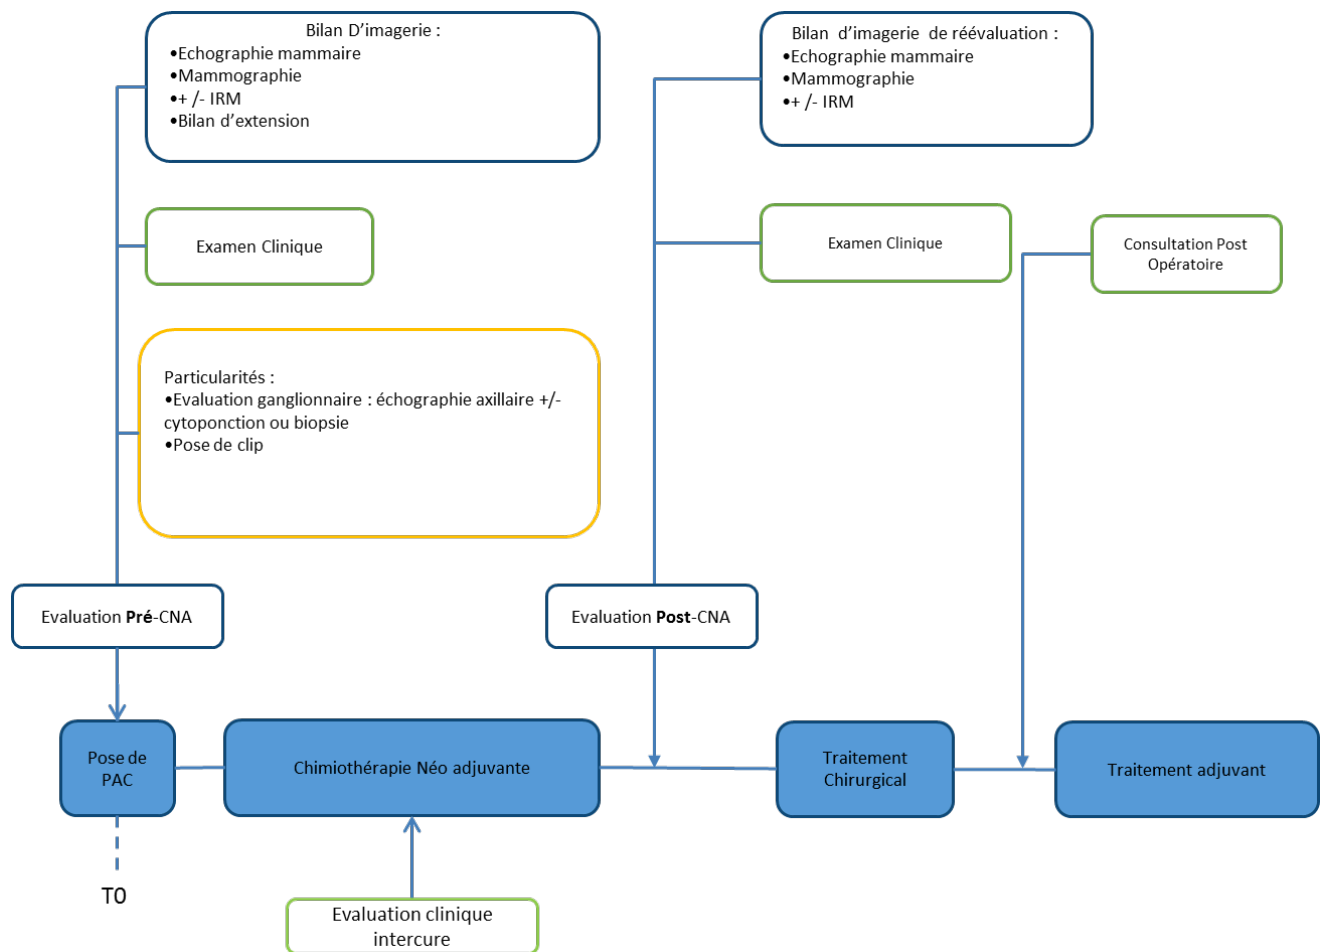 Bilan D’imagerie :
•Echographie mammaire
•Mammographie
•+ /- IRM
•Bilan d’extension
Bilan d’imagerie de réévaluation :
•Echographie mammaire
•Mammographie
•+ /- IRM
Examen Clinique
Examen Clinique
Consultation Post
Opératoire
Particularités :
•Evaluation ganglionnaire : échographie axillaire +/-
cytoponction ou biopsie
•Pose de clip
Evaluation Pré-CNA
Evaluation Post-CNA
Pose de
PAC
Chimiothérapie Néo adjuvante
Traitement
Chirurgical
Traitement adjuvant
T0
Evaluation clinique
intercure